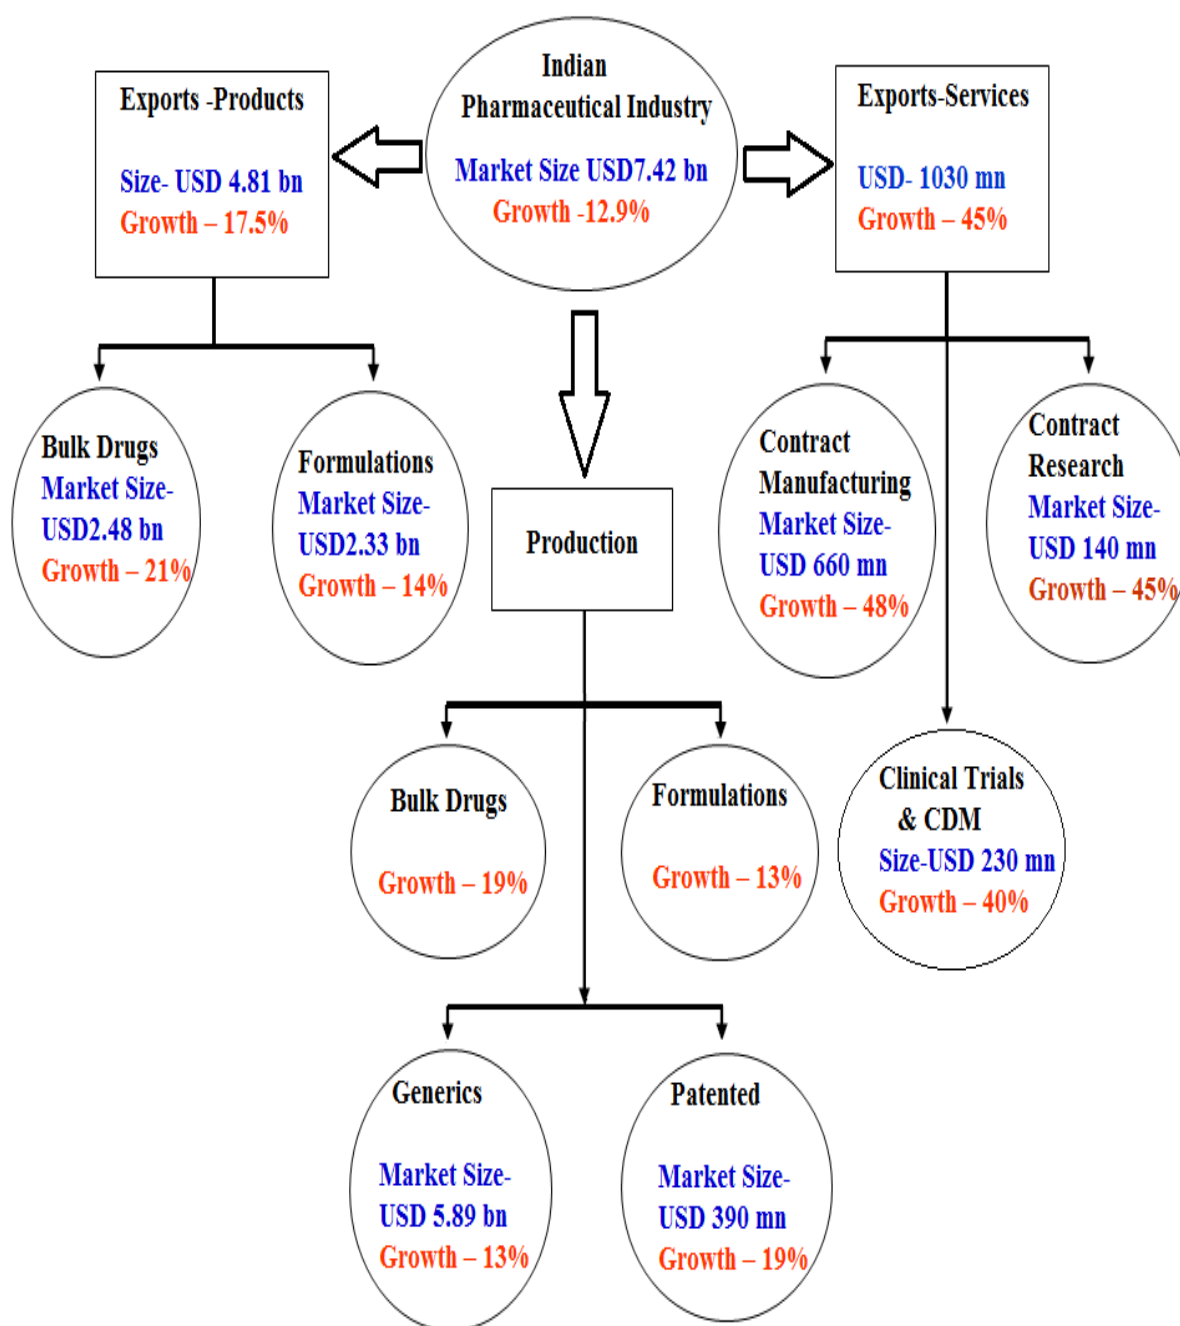 Indian
Pharmaceutical Industry
Market Size USD7.42 bn
Growth -12.9%
Exports -Products
Size- USD 4.81 bn
Growth – 17.5%
Exports-Services
USD- 1030 mn
Growth – 45%
Bulk Drugs
Market Size-
USD2.48 bn
Growth – 21%
Formulations
Market Size-
USD2.33 bn
Growth – 14%
Production
Contract
Manufacturing
Market Size-
USD 660 mn
Growth – 48%
Contract
Research
Market Size-
USD 140 mn
Growth – 45%
Bulk Drugs
Growth – 19%
Formulations
Growth – 13%
Clinical Trials
& CDM
Size-USD 230 mn
Growth – 40%
Generics
Market Size-
USD 5.89 bn
Growth – 13%
Patented
Market Size-
USD 390 mn
Growth – 19%